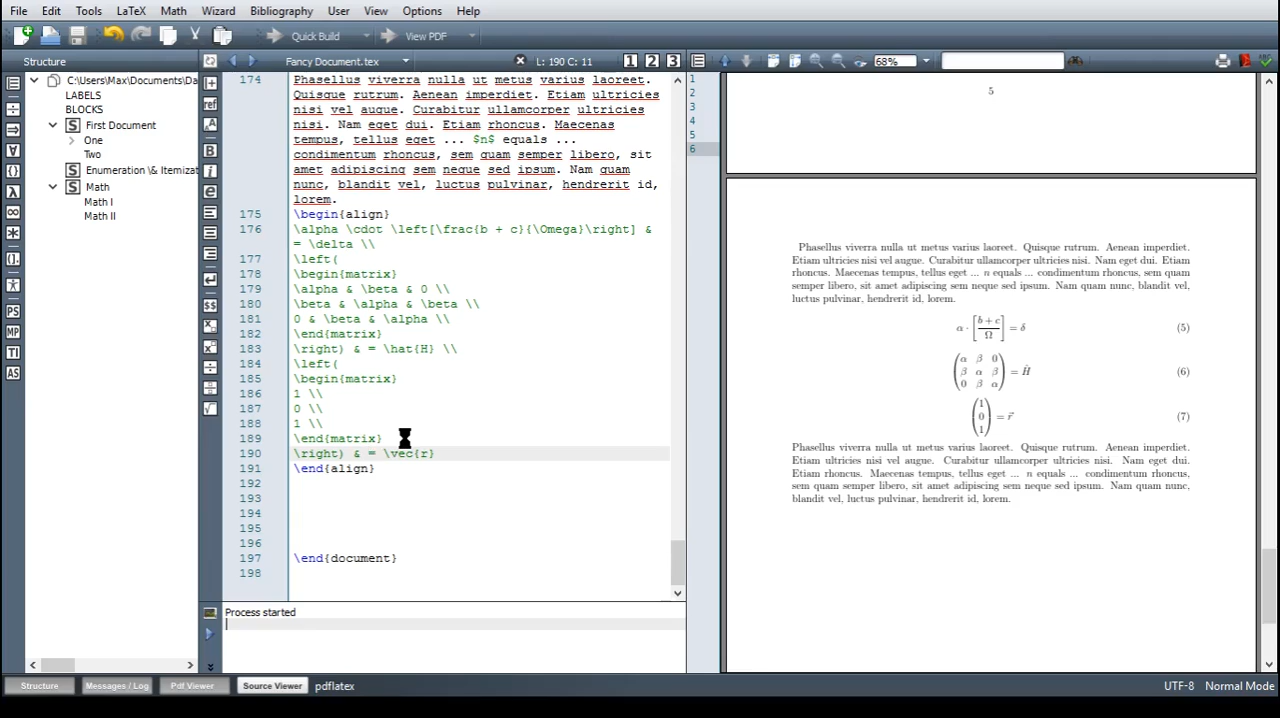 File Edit Tools LaTeX Math Wizard Bibliography User View Options Help
Quick Build View PDF
Structure Fancy Document.tex L: 190 C: 11 1 2 3 68%
C:\Users\Max\Documents\Da
LABELS
BLOCKS
First Document
One
Two
Enumeration \& Itemizat
Math
Math I
Math II
ref
A
B
i
e
$$
PS
MP
TI
AS
174 Phasellus viverra nulla ut metus varius laoreet.
Quisque rutrum. Aenean imperdiet. Etiam ultricies
nisi vel augue. Curabitur ullamcorper ultricies
nisi. Nam eget dui. Etiam rhoncus. Maecenas
tempus, tellus eget ... $n$ equals ...
condimentum rhoncus, sem quam semper libero, sit
amet adipiscing sem neque sed ipsum. Nam quam
nunc, blandit vel, luctus pulvinar, hendrerit id,
lorem.
175 \begin{align}
176 \alpha \cdot \left[\frac{b + c}{\Omega}\right] &
= \delta \\
177 \left(
178 \begin{matrix}
179 \alpha & \beta & 0 \\
180 \beta & \alpha & \beta \\
181 0 & \beta & \alpha \\
182 \end{matrix}
183 \right) & = \hat{H} \\
184 \left(
185 \begin{matrix}
186 1 \\
187 0 \\
188 1 \\
189 \end{matrix}
190 \right) & = \vec{r}
191 \end{align}
192
193
194
195
196
197 \end{document}
198
Process started
1
2
3
4
5
6
5
Phasellus viverra nulla ut metus varius laoreet. Quisque rutrum. Aenean imperdiet.
Etiam ultricies nisi vel augue. Curabitur ullamcorper ultricies nisi. Nam eget dui. Etiam
rhoncus. Maecenas tempus, tellus eget ... n equals ... condimentum rhoncus, sem quam
semper libero, sit amet adipiscing sem neque sed ipsum. Nam quam nunc, blandit vel,
luctus pulvinar, hendrerit id, lorem.
α · [b + c / Ω] = δ (5)
(α β 0
β α β
0 β α) = Ĥ (6)
(1
0
1) = r⃗ (7)
Phasellus viverra nulla ut metus varius laoreet. Quisque rutrum. Aenean imperdiet.
Etiam ultricies nisi vel augue. Curabitur ullamcorper ultricies nisi. Nam eget dui.
Etiam rhoncus. Maecenas tempus, tellus eget ... n equals ... condimentum rhoncus,
sem quam semper libero, sit amet adipiscing sem neque sed ipsum. Nam quam nunc,
blandit vel, luctus pulvinar, hendrerit id, lorem.
Structure Messages / Log Pdf Viewer Source Viewer pdflatex UTF-8 Normal Mode